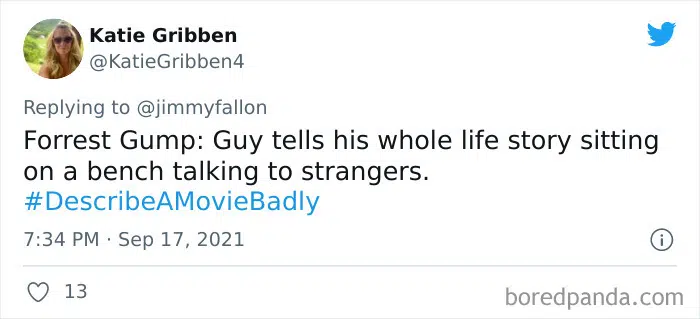 Katie Gribben
@KatieGribben4
Replying to @jimmyfallon
Forrest Gump: Guy tells his whole life story sitting
on a bench talking to strangers.
#DescribeAMovieBadly
7:34 PM · Sep 17, 2021
13
boredpanda.com